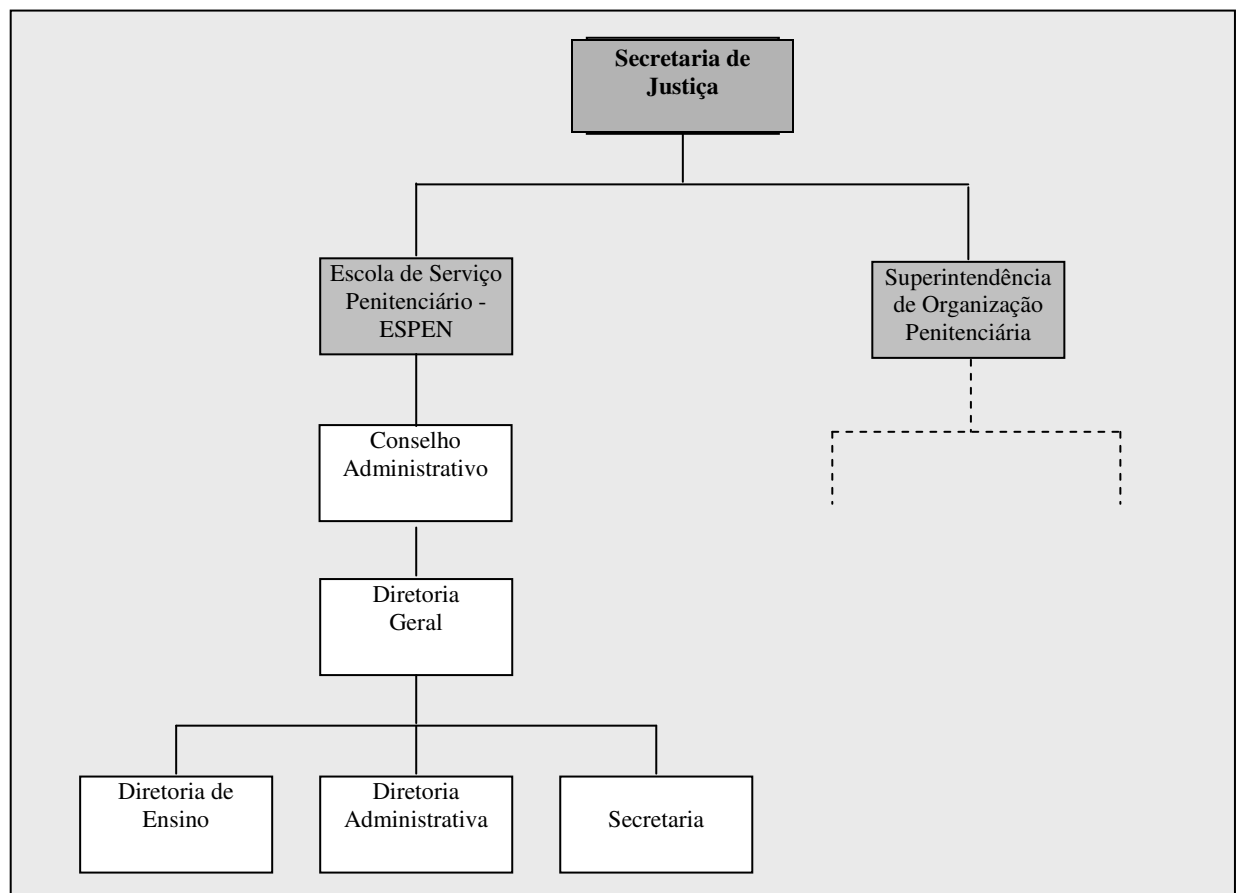 Secretaria de
Justiça
Escola de Serviço
Penitenciário -
ESPEN
Superintendência
de Organização
Penitenciária
Conselho
Administrativo
Diretoria
Geral
Diretoria de
Ensino
Diretoria
Administrativa
Secretaria